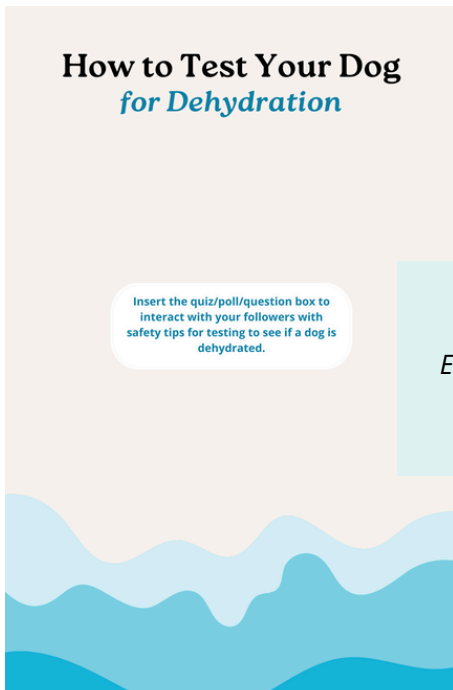 How to Test Your Dog
for Dehydration
Insert the quiz/poll/question box to
interact with your followers with
safety tips for testing to see if a dog is
dehydrated.
E